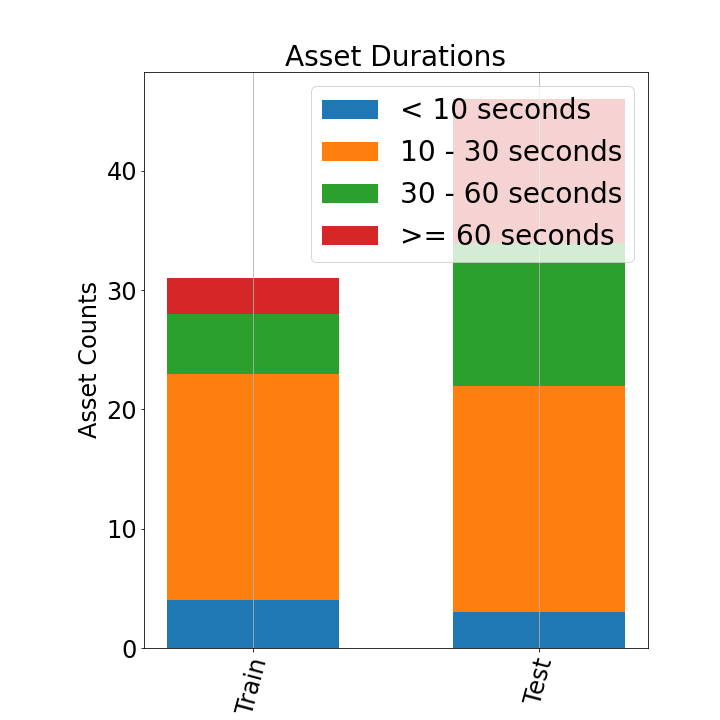 Asset Durations
< 10 seconds
10 - 30 seconds
30 - 60 seconds
>= 60 seconds
Asset Counts
40
30
20
10
0
Train
Test